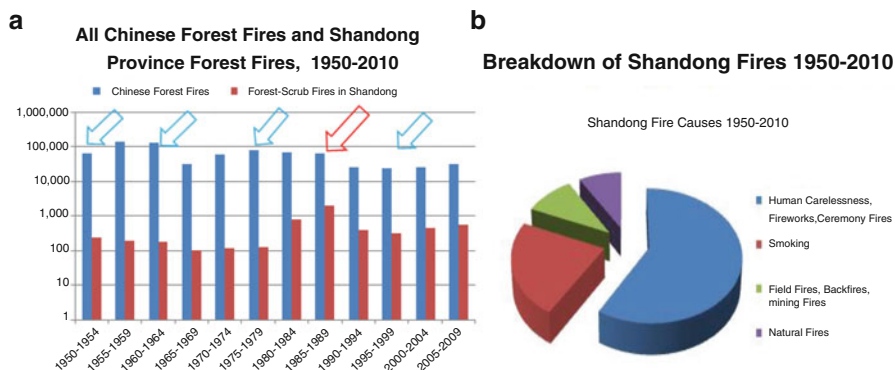 a
All Chinese Forest Fires and Shandong
Province Forest Fires, 1950-2010
Chinese Forest Fires
Forest-Scrub Fires in Shandong
1,000,000
100,000
10,000
1,000
100
10
1
1950-1954
1955-1959
1960-1964
1965-1969
1970-1974
1975-1979
1980-1984
1985-1989
1990-1994
1995-1999
2000-2004
2005-2009
b
Breakdown of Shandong Fires 1950-2010
Shandong Fire Causes 1950-2010
Human Carelessness,
Fireworks,Ceremony Fires
Smoking
Field Fires, Backfires,
mining Fires
Natural Fires